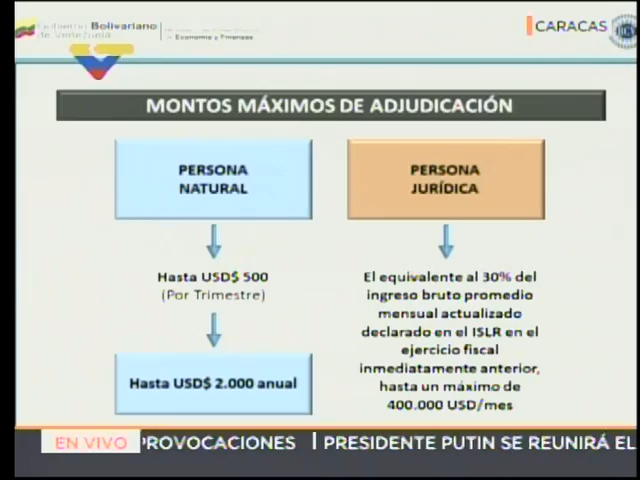 Gobierno Bolivariano
de Venezuela
de Economía y Finanzas
CARACAS
MONTOS MÁXIMOS DE ADJUDICACIÓN
PERSONA
NATURAL
PERSONA
JURÍDICA
Hasta USD$ 500
(Por Trimestre)
Hasta USD$ 2.000 anual
El equivalente al 30% del
ingreso bruto promedio
mensual actualizado
declarado en el ISLR en el
ejercicio fiscal
inmediatamente anterior,
hasta un máximo de
400.000 USD/mes
EN VIVO
PROVOCACIONES | PRESIDENTE PUTIN SE REUNIRÁ EL